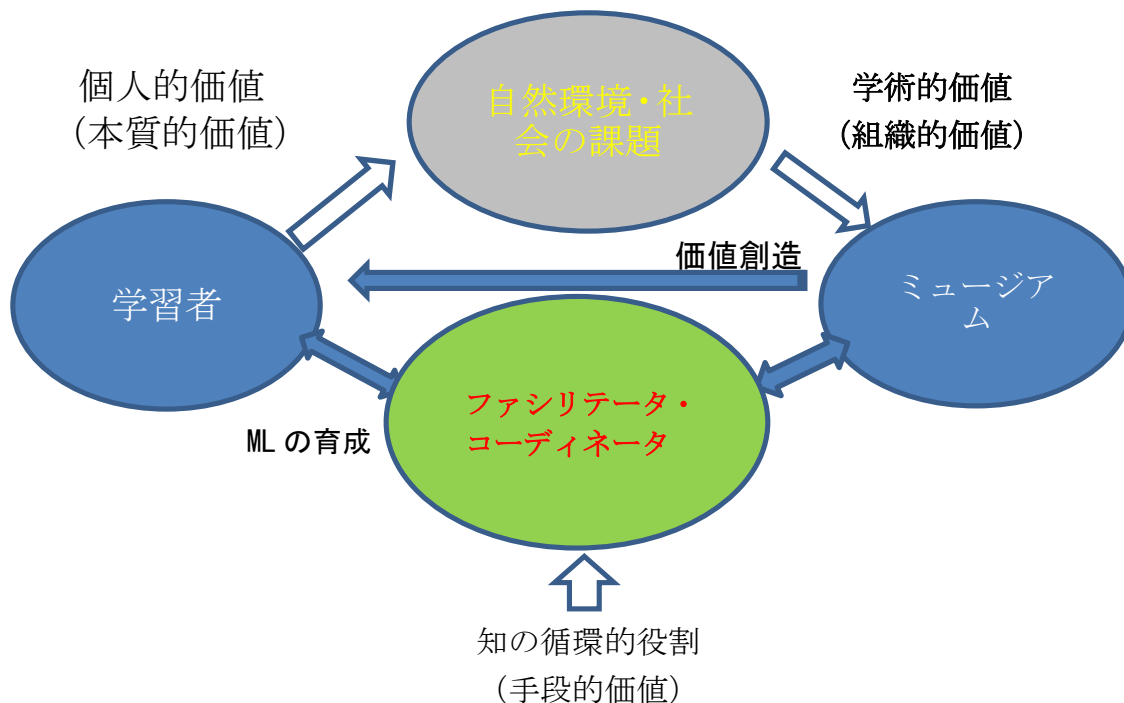 個人的価値
（本質的価値）
自然環境・社
会の課題
学術的価値
（組織的価値）
価値創造
学習者
ミュージア
ム
ファシリテータ・
コーディネータ
MLの育成
知の循環的役割
（手段的価値）